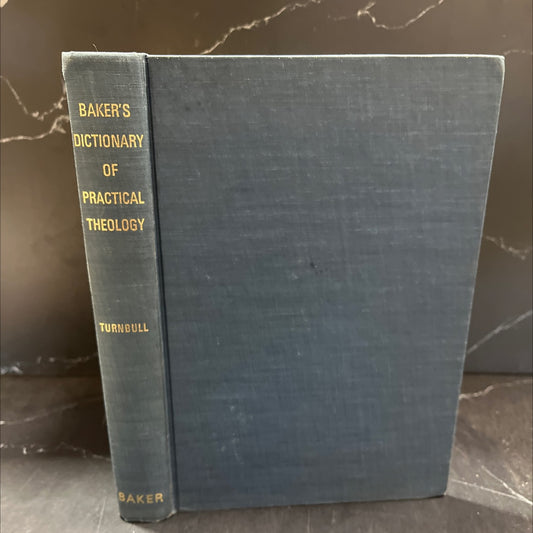 BAKER'S
DICTIONARY
OF
PRACTICAL
THEOLOGY
TURNBULL
BAKER